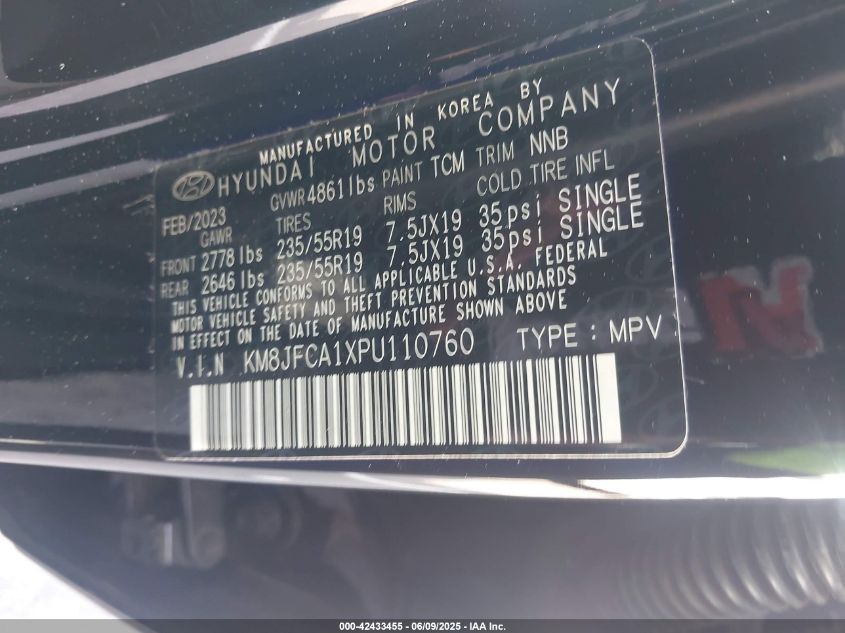 MANUFACTURED IN KOREA BY
HYUNDAI MOTOR COMPANY
FEB/2023 GVWR 4861lbs PAINT TCM TRIM NNB
GAWR TIRES RIMS COLD TIRE INFL
FRONT 2778 lbs 235/55R19 7.5JX19 35psi SINGLE
REAR 2646 lbs 235/55R19 7.5JX19 35psi SINGLE
THIS VEHICLE CONFORMS TO ALL APPLICABLE U.S.A. FEDERAL
MOTOR VEHICLE SAFETY AND THEFT PREVENTION STANDARDS
IN EFFECT ON THE DATE OF MANUFACTURE SHOWN ABOVE
V.I.N KM8JFCA1XPU110760 TYPE : MPV
000-42433455 - 06/09/2025 - IAA Inc.